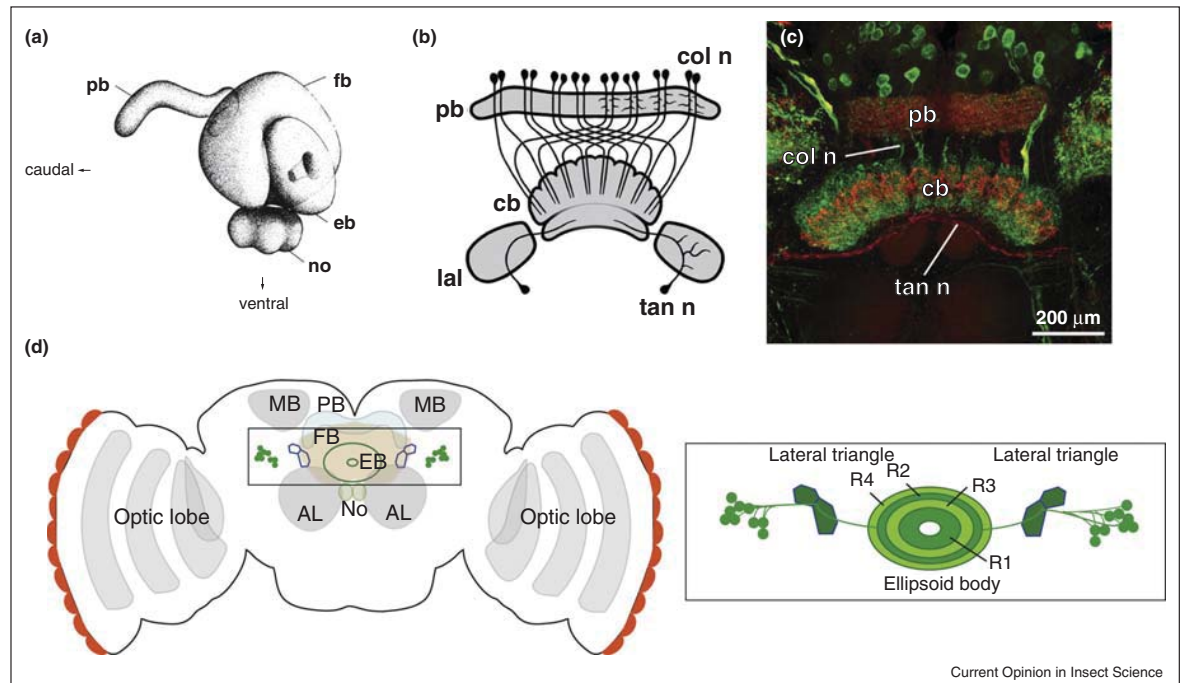 (a)
pb
fb
caudal
eb
no
ventral
(b)
col n
pb
cb
lal
tan n
(c)
pb
col n
cb
tan n
200 μm
(d)
MB
PB
MB
FB
EB
No
AL
AL
Optic lobe
Optic lobe
Lateral triangle
Lateral triangle
R2
R4
R3
R1
Ellipsoid body
Current Opinion in Insect Science